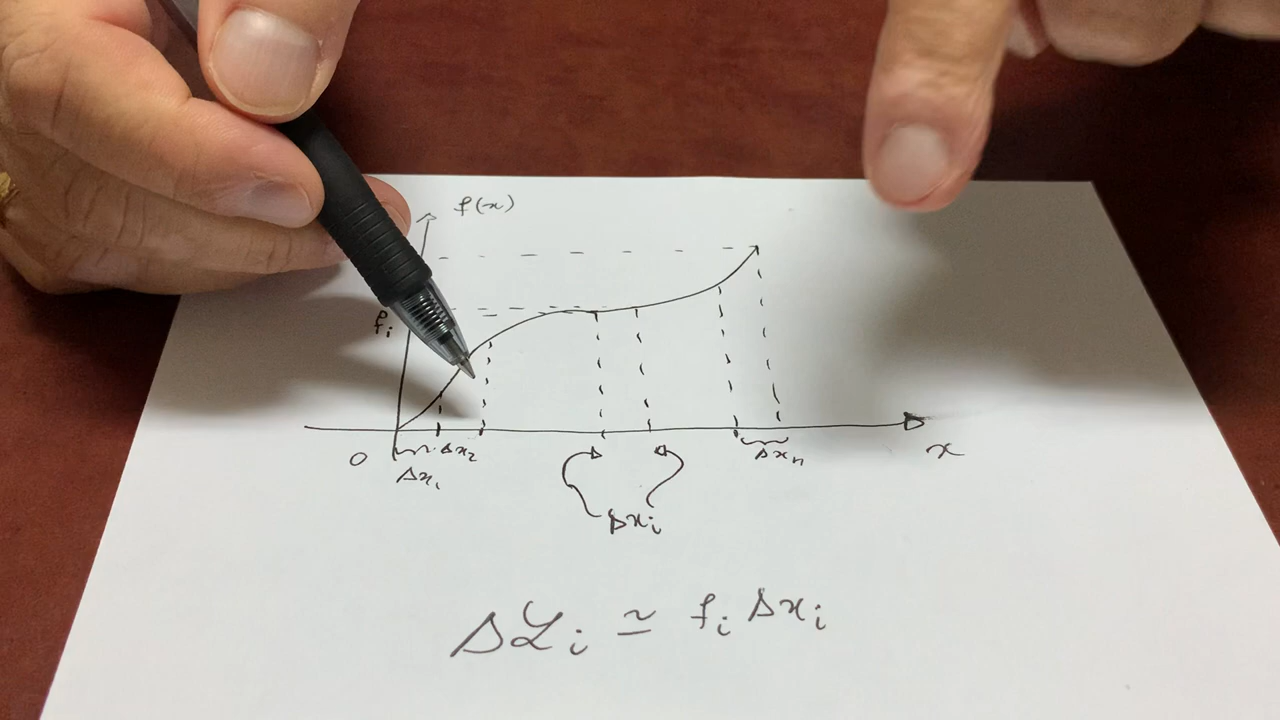 f(x)
fᵢ
0 Δx₂ Δxₙ x
Δx₁
Δxᵢ
Δℒᵢ ≃ fᵢ Δxᵢ